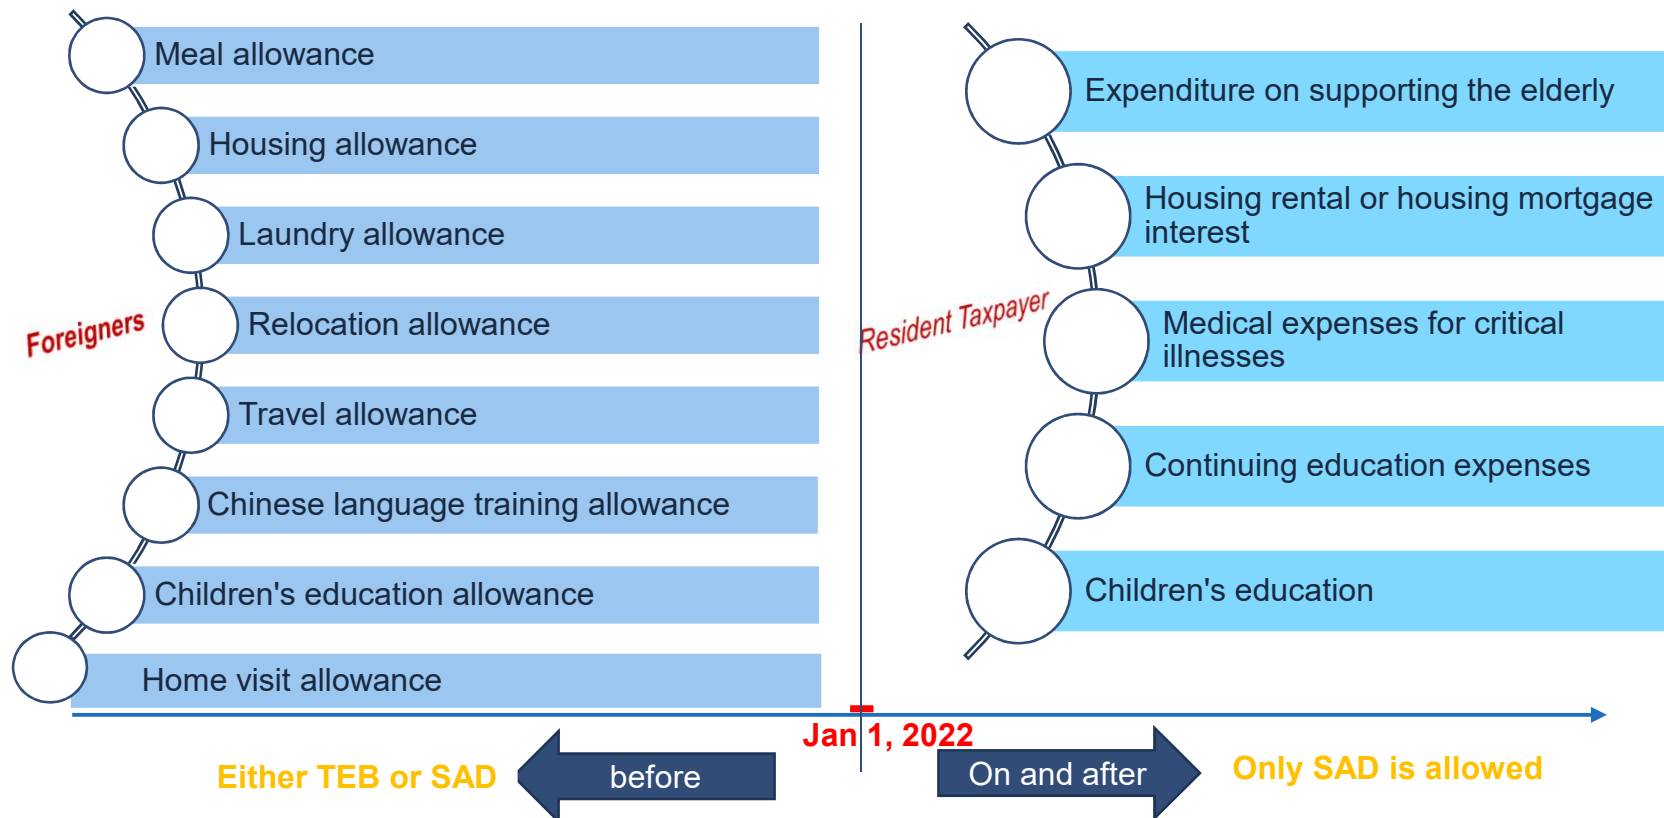 Meal allowance
Housing allowance
Laundry allowance
Foreigners
Relocation allowance
Travel allowance
Chinese language training allowance
Children's education allowance
Home visit allowance
Expenditure on supporting the elderly
Housing rental or housing mortgage
interest
Resident Taxpayer
Medical expenses for critical
illnesses
Continuing education expenses
Children's education
Jan 1, 2022
Either TEB or SAD
before
On and after
Only SAD is allowed